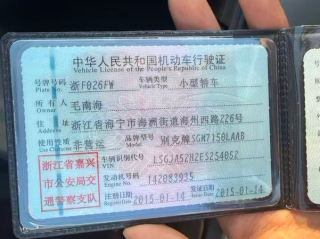 中华人民共和国机动车行驶证
Vehicle License of the People's Republic of China
号牌号码 Plate No. 浙F026FW 车辆类型 Vehicle Type 小型轿车
所有人 Owner 毛南海
住址 Address 浙江省海宁市海洲街道海州西路226号
使用性质 Use Character 非营运 品牌型号 Model 别克牌SGM7150LAAB
浙江省嘉兴
市公安局交
通警察支队
车辆识别代号 VIN LSGJA52H2ES254052
发动机号码 Engine No. 142083935
注册日期 Register Date 2015-01-14 发证日期 Issue Date 2015-01-14